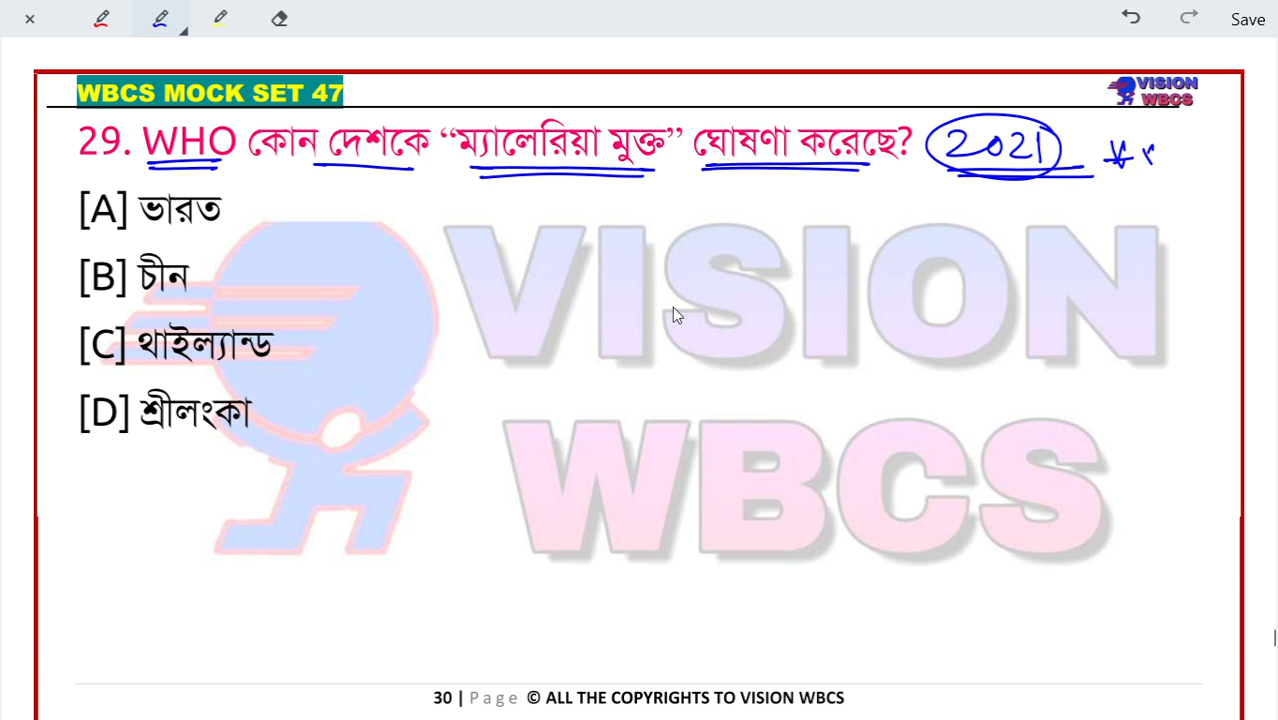 Save
WBCS MOCK SET 47
VISION
WBCS
29. WHO কোন দেশকে “ম্যালেরিয়া মুক্ত” ঘোষণা করেছে? 2021
[A] ভারত
[B] চীন
[C] থাইল্যান্ড
[D] শ্রীলংকা
VISION
WBCS
30 | Page © ALL THE COPYRIGHTS TO VISION WBCS